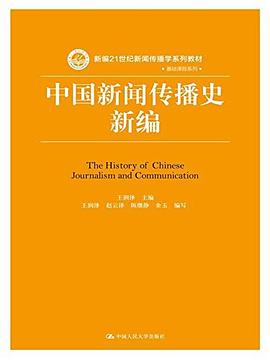 新编21世纪新闻传播学系列教材
·基础课程系列·
中国新闻传播史
新编
The History of Chinese
Journalism and Communication
王润泽 主编
王润泽 赵云泽 陈继静 金玉 编写
中国人民大学出版社